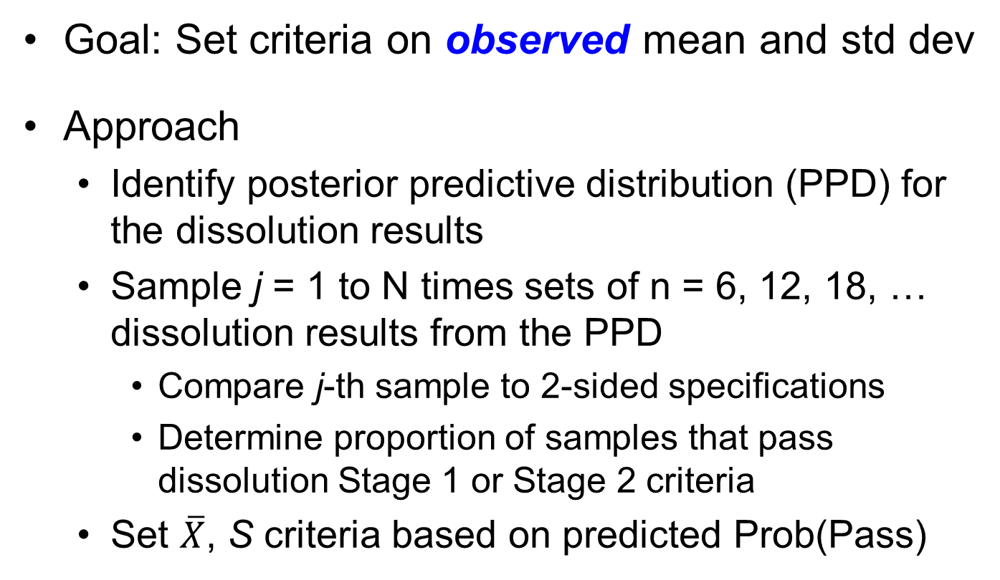 • Goal: Set criteria on observed mean and std dev
• Approach
• Identify posterior predictive distribution (PPD) for
the dissolution results
• Sample j = 1 to N times sets of n = 6, 12, 18, …
dissolution results from the PPD
• Compare j-th sample to 2-sided specifications
• Determine proportion of samples that pass
dissolution Stage 1 or Stage 2 criteria
• Set X̅, S criteria based on predicted Prob(Pass)